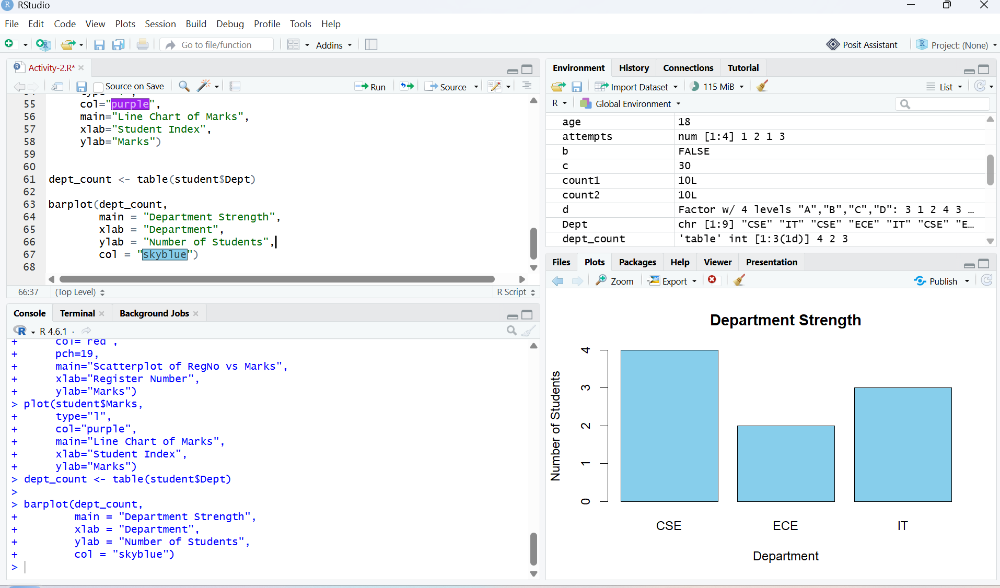 RStudio
File Edit Code View Plots Session Build Debug Profile Tools Help
Go to file/function Addins Posit Assistant Project: (None)
Activity-2.R*
Source on Save Run Source
55 col="purple",
56 main="Line Chart of Marks",
57 xlab="Student Index",
58 ylab="Marks")
59
60
61 dept_count <- table(student$Dept)
62
63 barplot(dept_count,
64 main = "Department Strength",
65 xlab = "Department",
66 ylab = "Number of Students",
67 col = "skyblue")
68
66:37 (Top Level) R Script
Console Terminal Background Jobs
R R 4.6.1 ·
+ col="red",
+ pch=19,
+ main="Scatterplot of RegNo vs Marks",
+ xlab="Register Number",
+ ylab="Marks")
> plot(student$Marks,
+ type="l",
+ col="purple",
+ main="Line Chart of Marks",
+ xlab="Student Index",
+ ylab="Marks")
> dept_count <- table(student$Dept)
>
> barplot(dept_count,
+ main = "Department Strength",
+ xlab = "Department",
+ ylab = "Number of Students",
+ col = "skyblue")
>
Environment History Connections Tutorial
Import Dataset 115 MiB List
R Global Environment
age 18
attempts num [1:4] 1 2 1 3
b FALSE
c 30
count1 10L
count2 10L
d Factor w/ 4 levels "A","B","C","D": 3 1 2 4 3 …
Dept chr [1:9] "CSE" "IT" "CSE" "ECE" "IT" "CSE" "E…
dept_count 'table' int [1:3(1d)] 4 2 3
Files Plots Packages Help Viewer Presentation
Zoom Export Publish
Department Strength
Number of Students
4
3
2
1
0
CSE ECE IT
Department